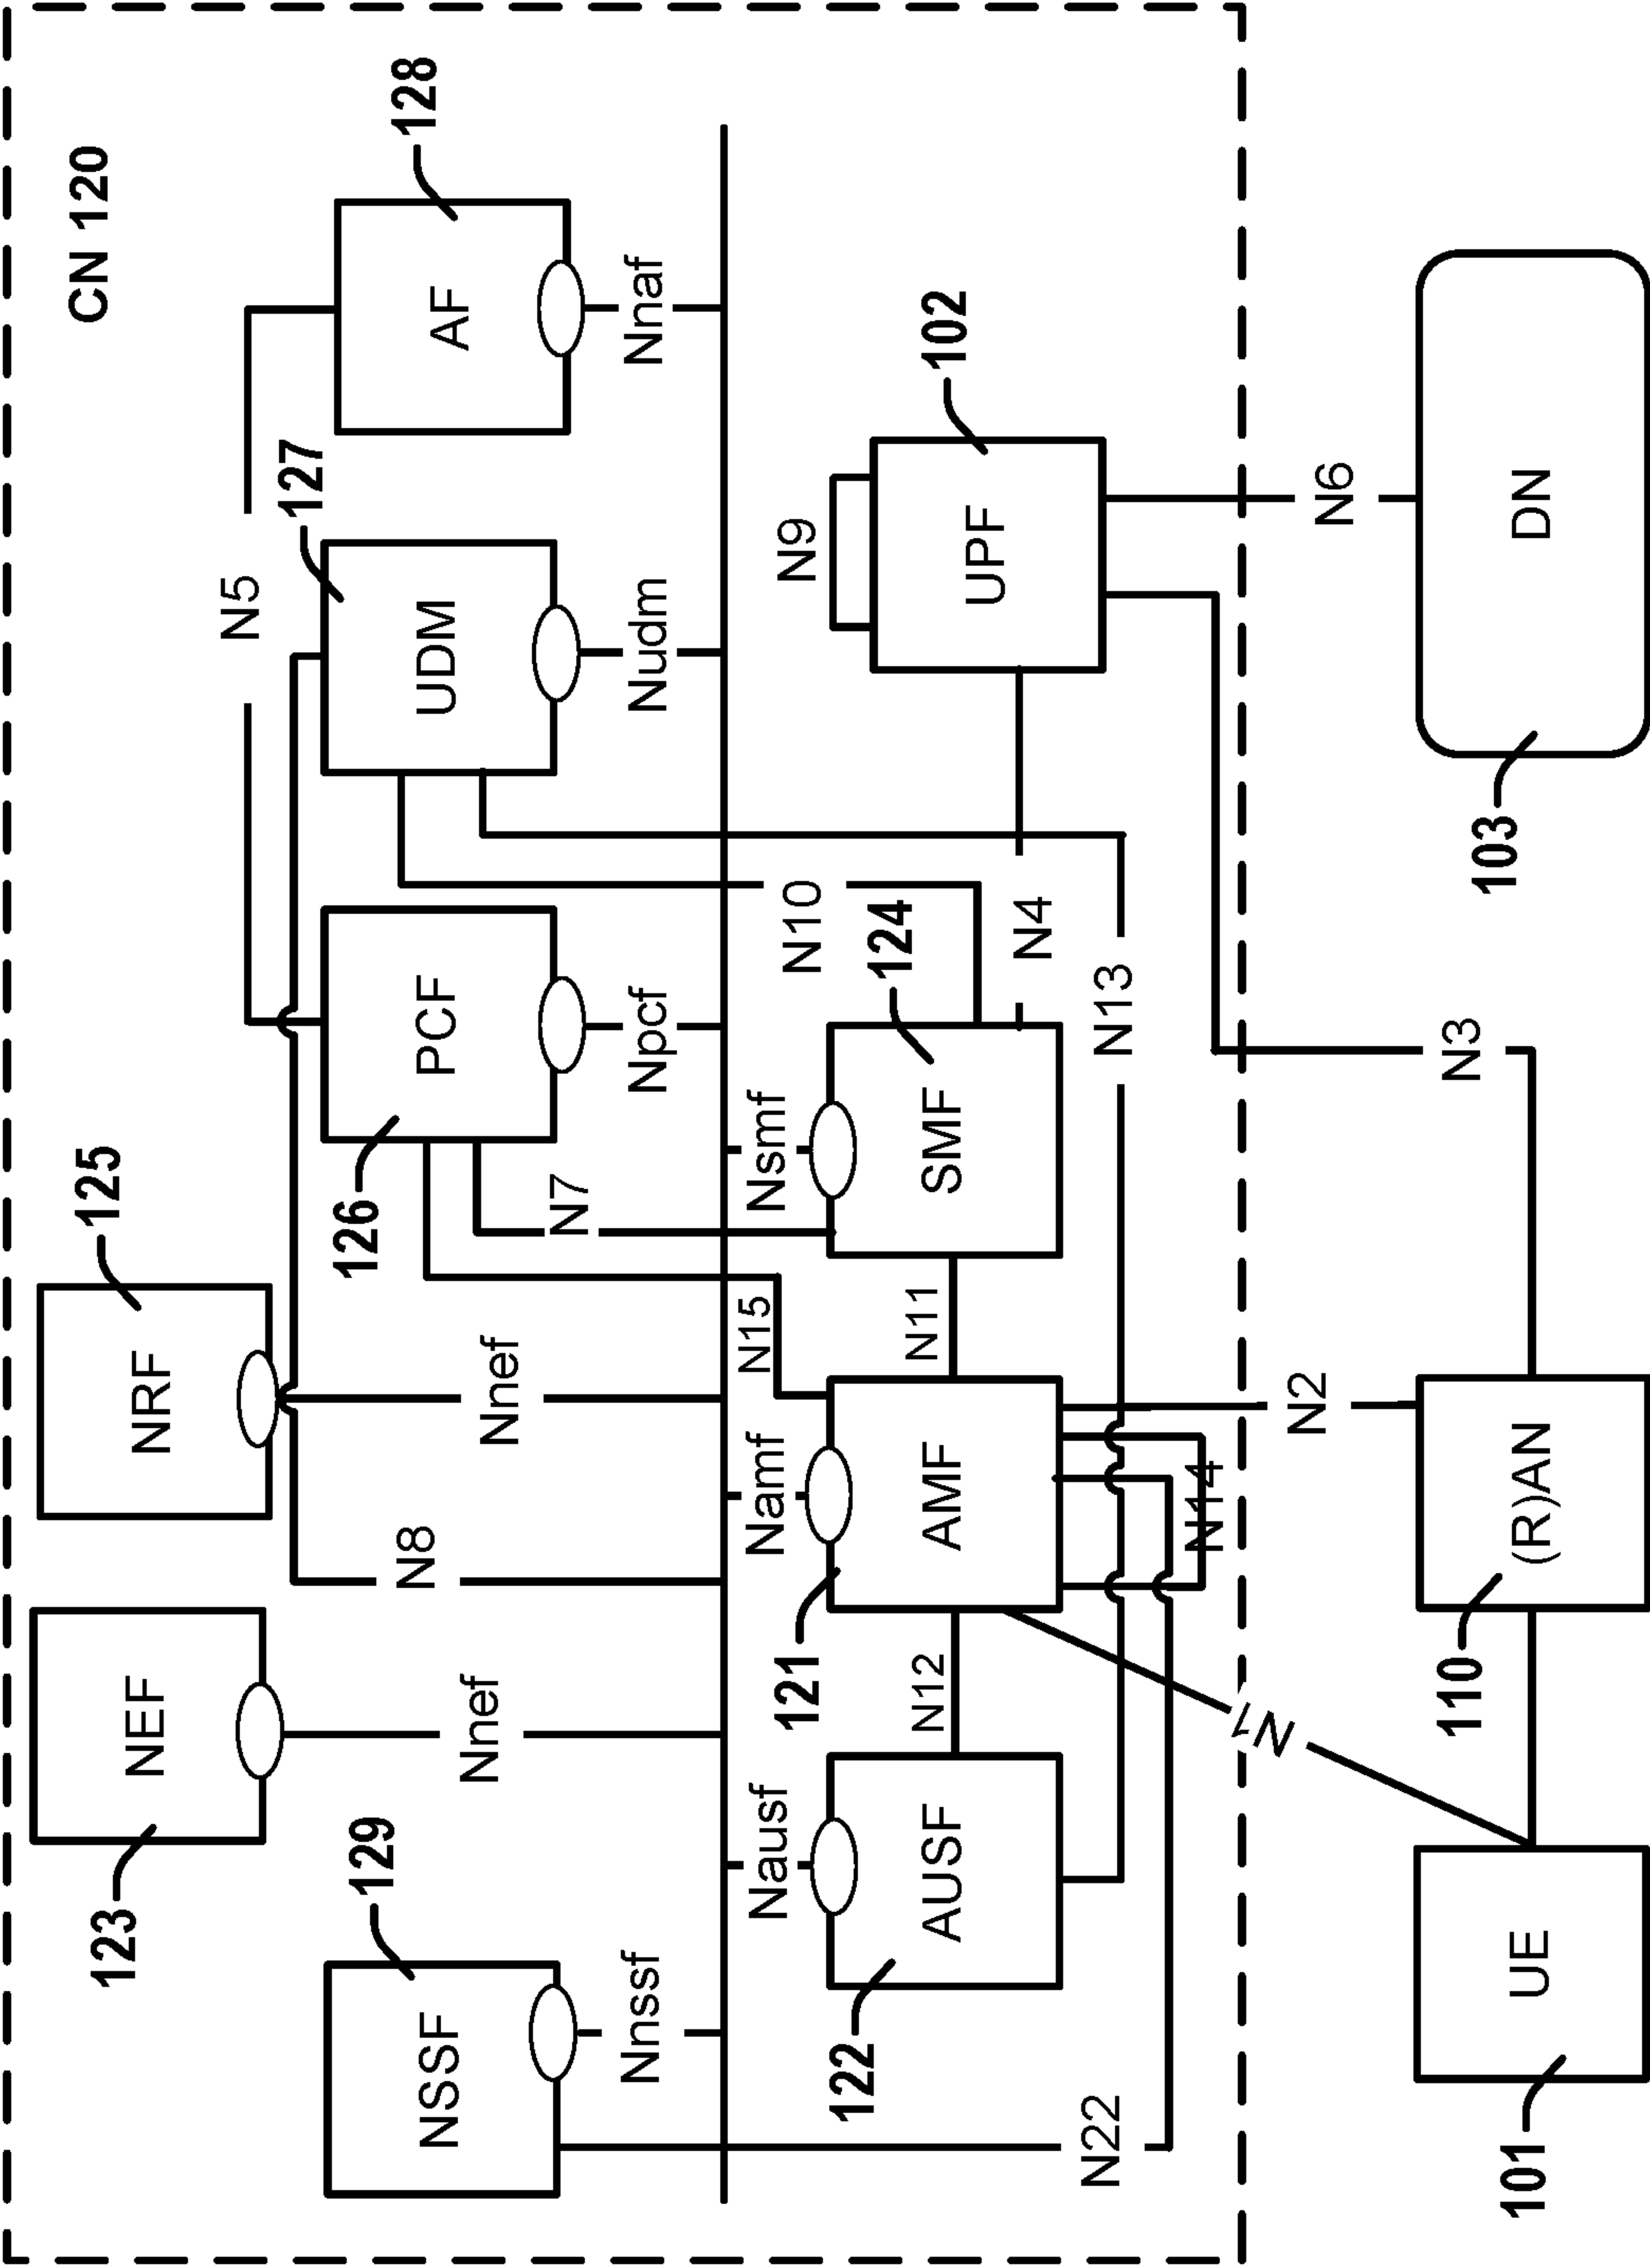 CN 120
123
125
NEF
NRF
N5
127
129
126
128
N8
NSSF
PCF
UDM
AF
Nnef
Nnef
N7
Nnssf
Npcf
Nudm
Nnaf
Nausf
Namf
N15
Nsmf
N10
N9
121
122
124
N12
N11
102
AUSF
AMF
SMF
UPF
N4
N22
N13
N14
N1
N2
N6
N3
110
103
101
UE
(R)AN
DN